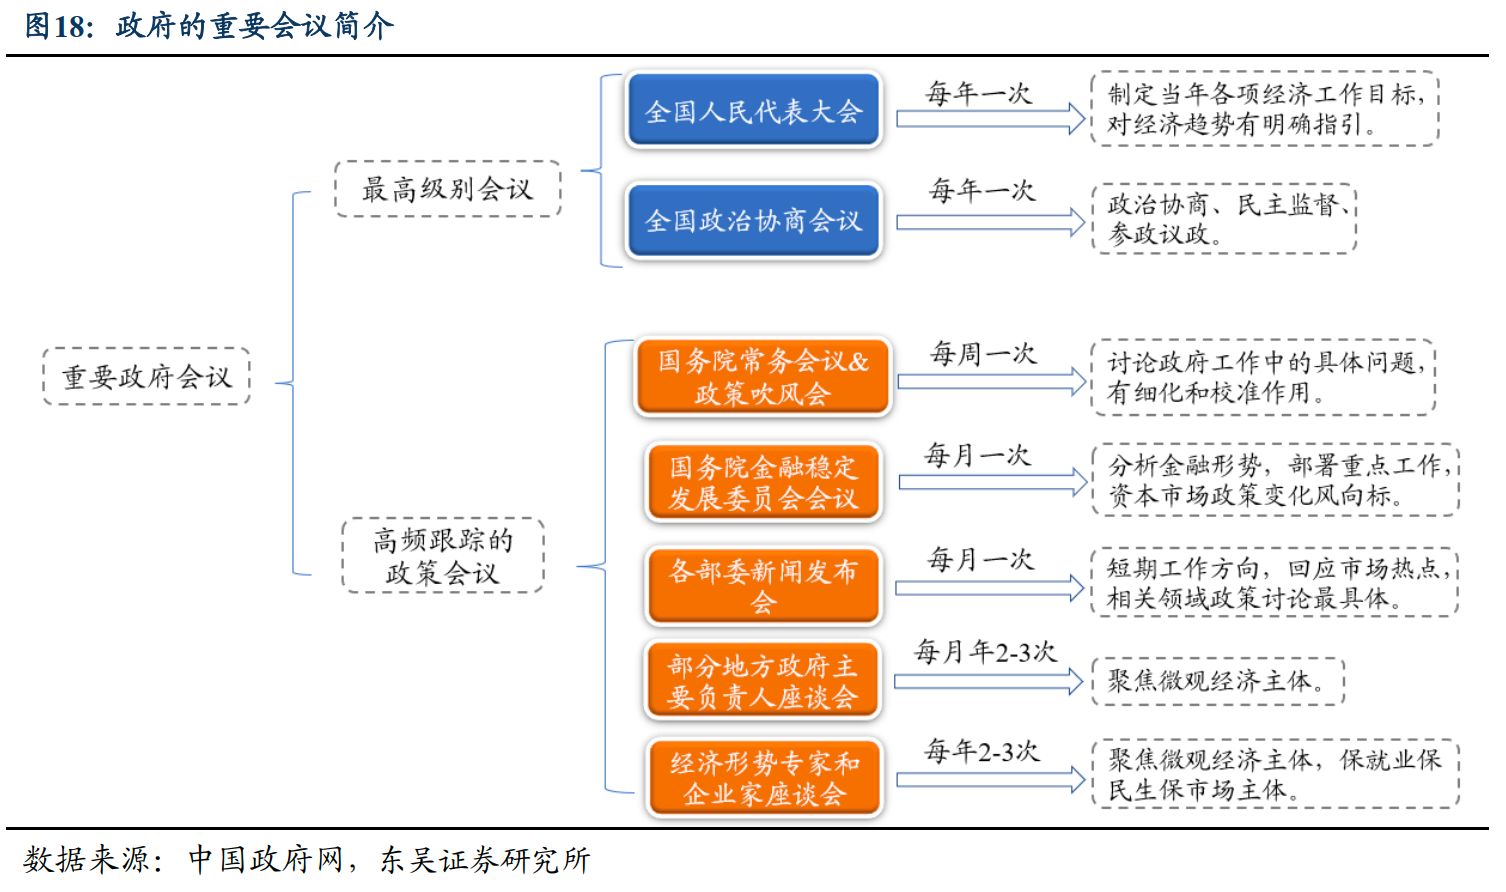 图18：政府的重要会议简介
重要政府会议
最高级别会议
全国人民代表大会
每年一次
制定当年各项经济工作目标，
对经济趋势有明确指引。
全国政治协商会议
每年一次
政治协商、民主监督、
参政议政。
高频跟踪的
政策会议
国务院常务会议&
政策吹风会
每周一次
讨论政府工作中的具体问题，
有细化和校准作用。
国务院金融稳定
发展委员会会议
每月一次
分析金融形势，部署重点工作，
资本市场政策变化风向标。
各部委新闻发布
会
每月一次
短期工作方向，回应市场热点，
相关领域政策讨论最具体。
部分地方政府主
要负责人座谈会
每月年2-3次
聚焦微观经济主体。
经济形势专家和
企业家座谈会
每年2-3次
聚焦微观经济主体，保就业保
民生保市场主体。
数据来源：中国政府网，东吴证券研究所